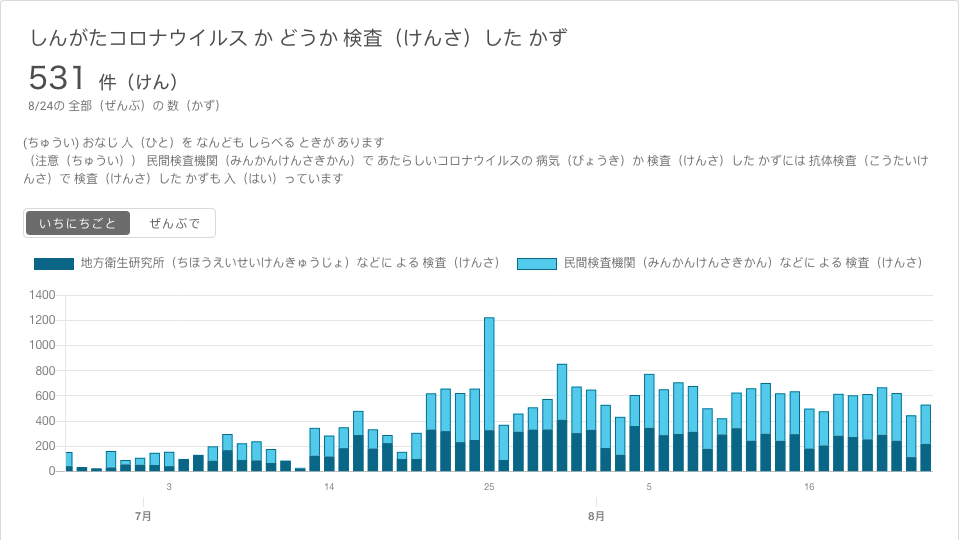 しんがたコロナウイルス か どうか 検査（けんさ）した かず
531 件（けん）
8/24の 全部（ぜんぶ）の 数（かず）
(ちゅうい) おなじ 人（ひと）を なんども しらべる ときが あります
（注意（ちゅうい）） 民間検査機関（みんかんけんさきかん）で あたらしいコロナウイルスの 病気（びょうき）か 検査（けんさ）した かずには 抗体検査（こうたいけ
んさ）で 検査（けんさ）した かずも 入（はい）っています
いちにちごと ぜんぶで
地方衛生研究所（ちほうえいせいけんきゅうじょ）などに よる 検査（けんさ） 民間検査機関（みんかんけんさきかん）などに よる 検査（けんさ）
1400
1200
1000
800
600
400
200
0
3 14 25 5 16
7月 8月